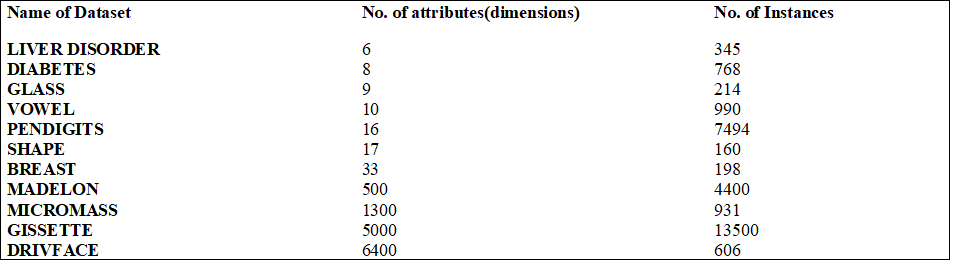 Name of Dataset No. of attributes(dimensions) No. of Instances
LIVER DISORDER 6 345
DIABETES 8 768
GLASS 9 214
VOWEL 10 990
PENDIGITS 16 7494
SHAPE 17 160
BREAST 33 198
MADELON 500 4400
MICROMASS 1300 931
GISSETTE 5000 13500
DRIVFACE 6400 606